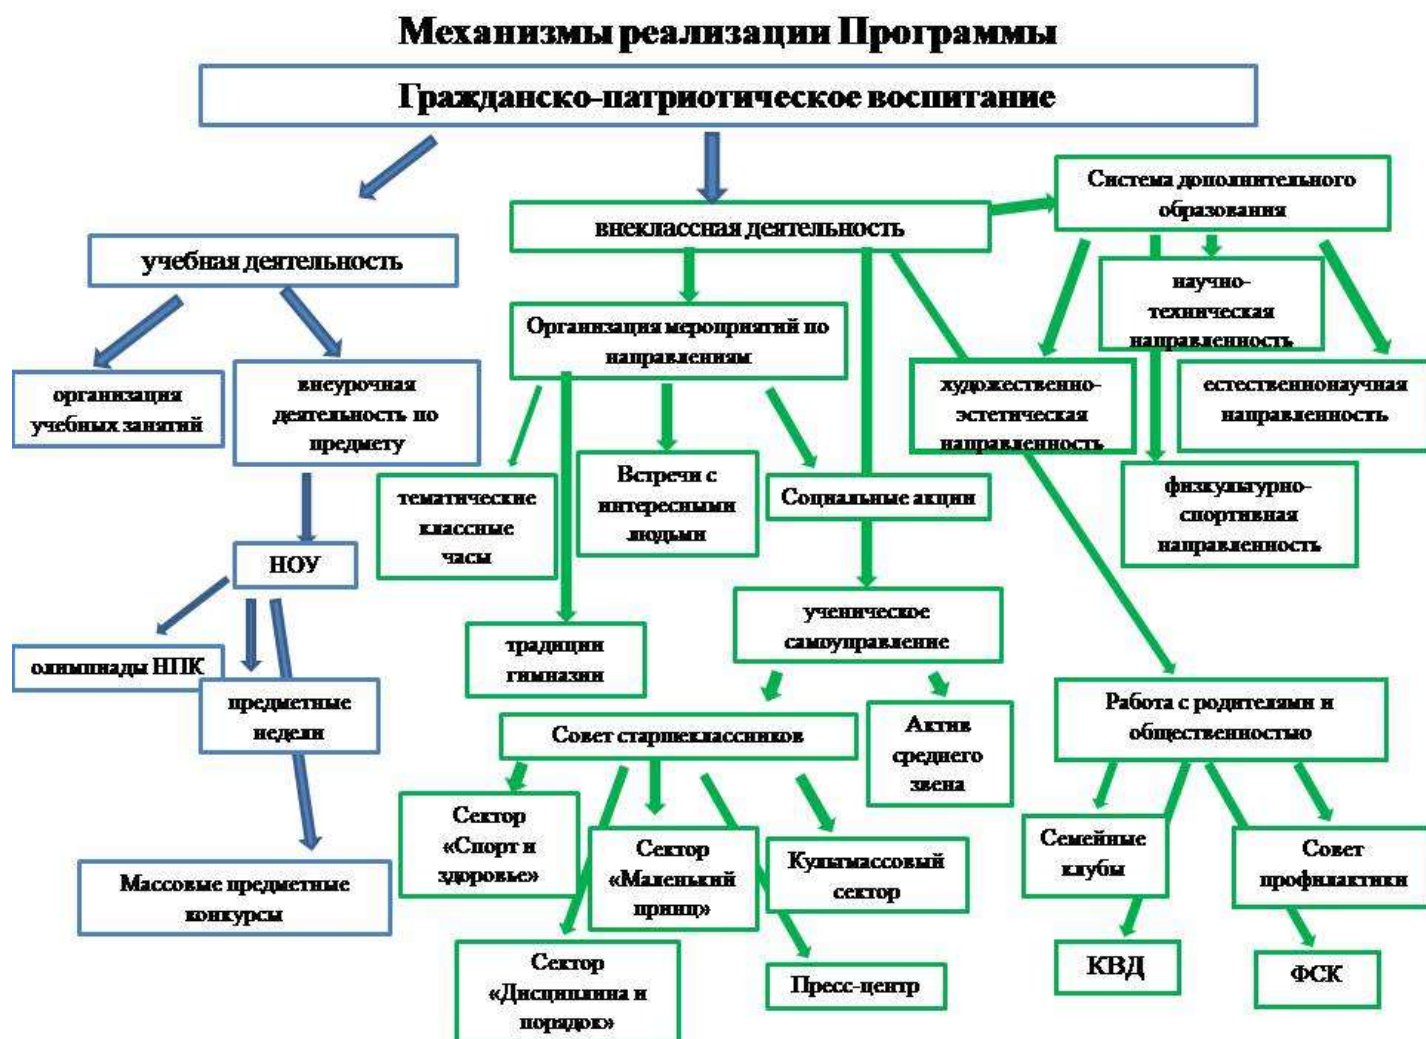 Механизмы реализации Программы
Гражданско-патриотическое воспитание
учебная деятельность
внеклассная деятельность
Система дополнительного
образования
организация
учебных занятий
внеурочная
деятельность по
предмету
НОУ
олимпиады НПК
предметные
недели
Массовые предметные
конкурсы
Организация мероприятий по
направлениям
тематические
классные
часы
традиции
гимназии
Встречи с
интересными
людьми
Социальные акции
ученическое
самоуправление
Совет старшеклассников
Актив
среднего
звена
Сектор
«Спорт и
здоровье»
Сектор
«Дисциплина и
порядок»
Сектор
«Маленький
принц»
Пресс-центр
Культмассовый
сектор
художественно-
эстетическая
направленность
научно-
техническая
направленность
физкультурно-
спортивная
направленность
естественнонаучная
направленность
Работа с родителями и
общественностью
Семейные
клубы
КВД
ФСК
Совет
профилактики